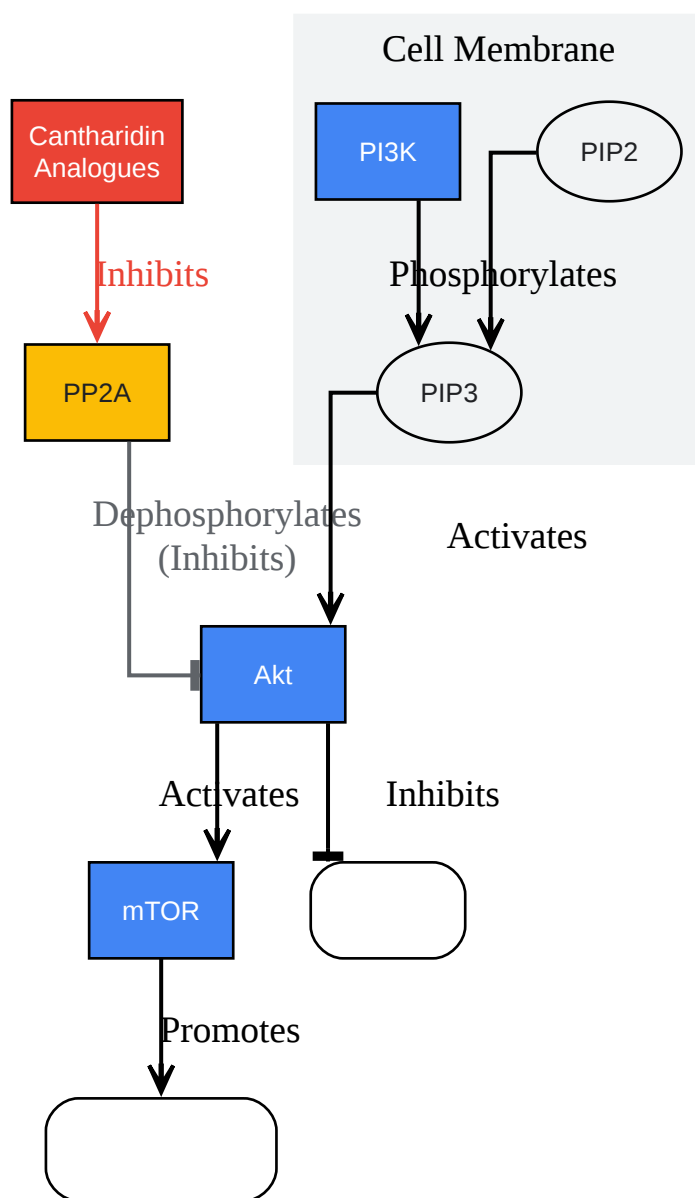 Cell Membrane
Cantharidin
Analogues
PI3K
PIP2
Inhibits
Phosphorylates
PP2A
PIP3
Dephosphorylates
(Inhibits)
Activates
Akt
Activates
Inhibits
mTOR
Promotes